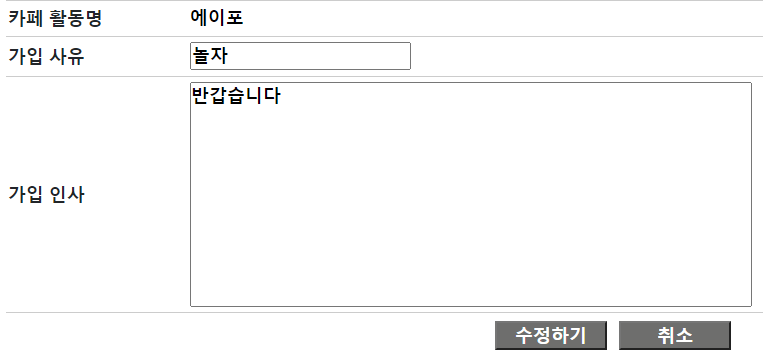 카페 활동명 에이포
가입 사유 놀자
반갑습니다
가입 인사
수정하기 취소